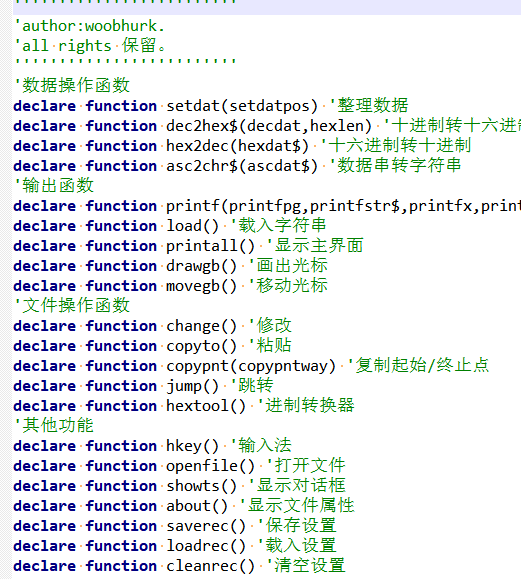 '''''''''''''''''''''''''
'author:woobhurk.
'all rights 保留。
'''''''''''''''''''''''''
'数据操作函数
declare function setdat(setdatpos) '整理数据
declare function dec2hex$(decdat,hexlen) '十进制转十六进制
declare function hex2dec(hexdat$) '十六进制转十进制
declare function asc2chr$(ascdat$) '数据串转字符串
'输出函数
declare function printf(printfpg,printfstr$,printfx,print
declare function load() '载入字符串
declare function printall() '显示主界面
declare function drawgb() '画出光标
declare function movegb() '移动光标
'文件操作函数
declare function change() '修改
declare function copyto() '粘贴
declare function copypnt(copypntway) '复制起始/终止点
declare function jump() '跳转
declare function hextool() '进制转换器
'其他功能
declare function hkey() '输入法
declare function openfile() '打开文件
declare function showts() '显示对话框
declare function about() '显示文件属性
declare function saverec() '保存设置
declare function loadrec() '载入设置
declare function cleanrec() '清空设置